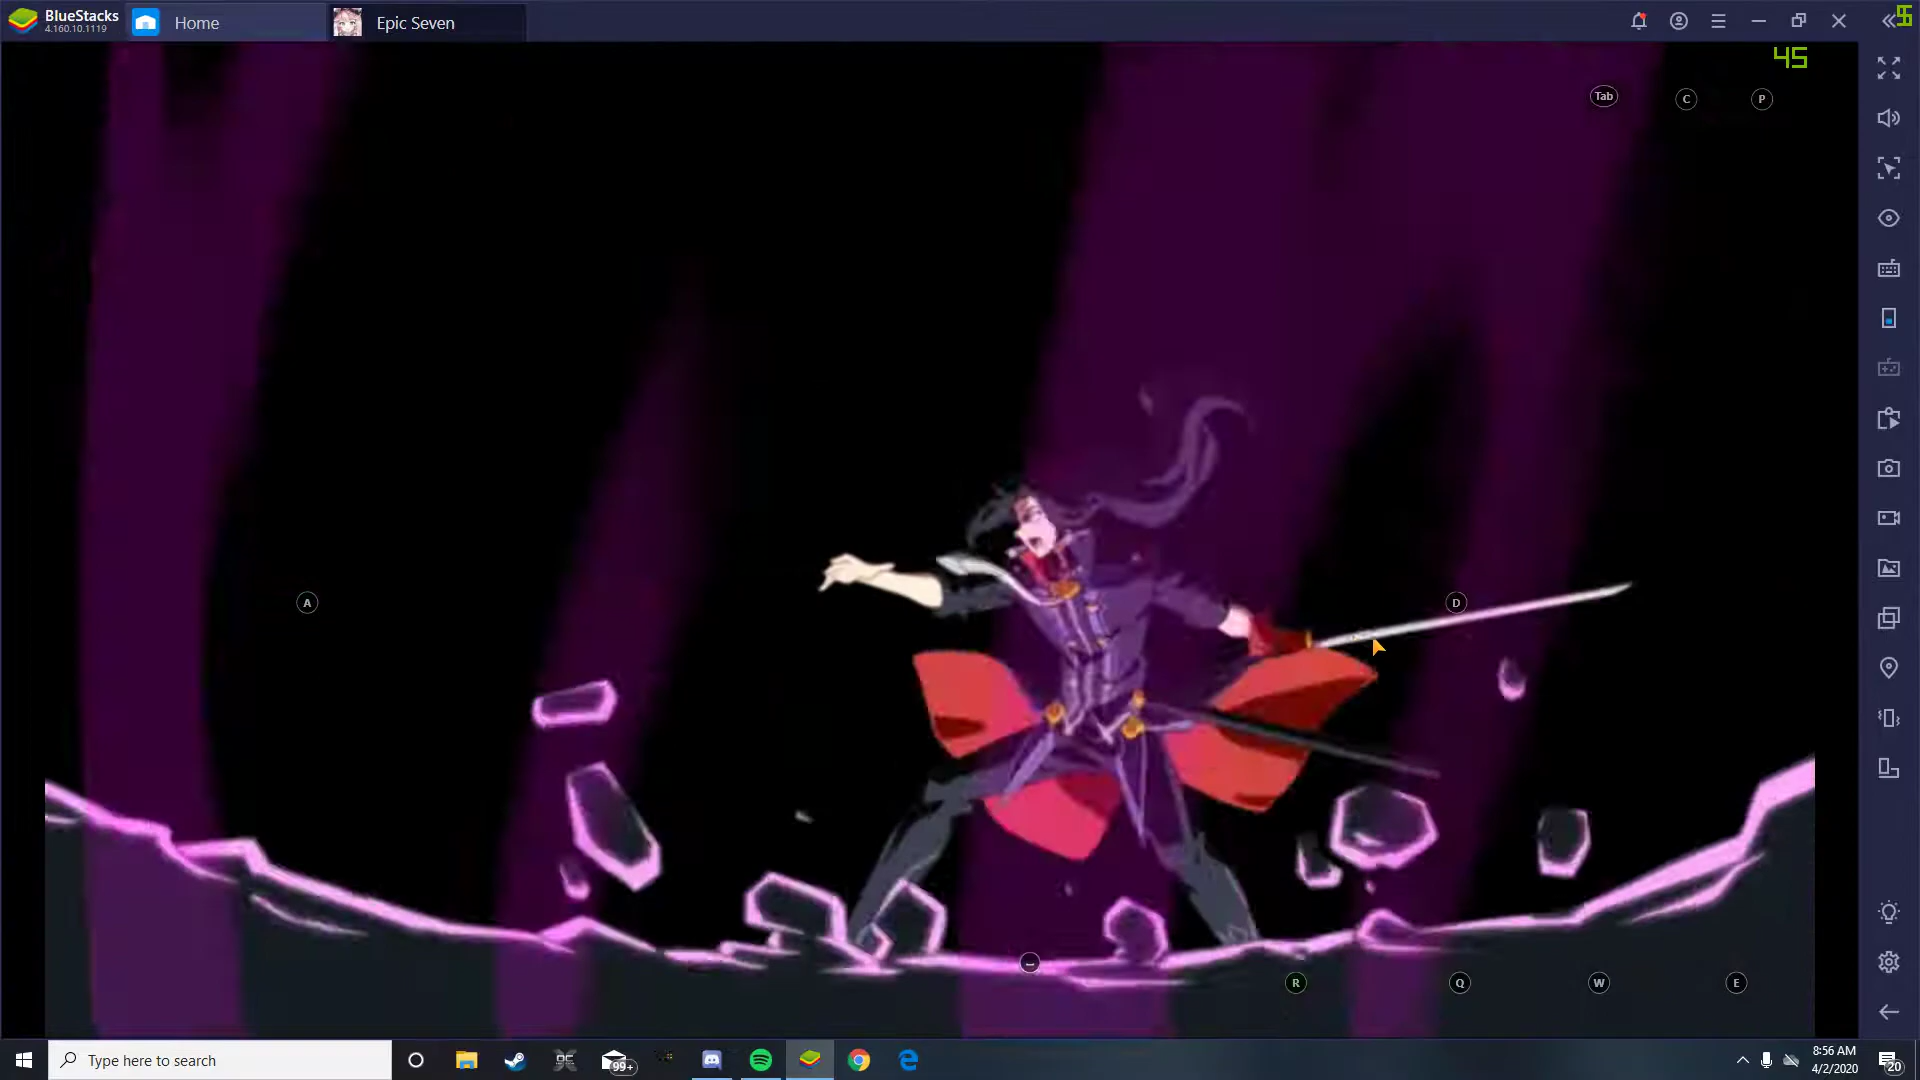 BlueStacks
4.160.10.1119
Home
Epic Seven
45
Tab
C
P
A
D
R
Q
W
E
Type here to search
99+
8:56 AM
4/2/2020
20